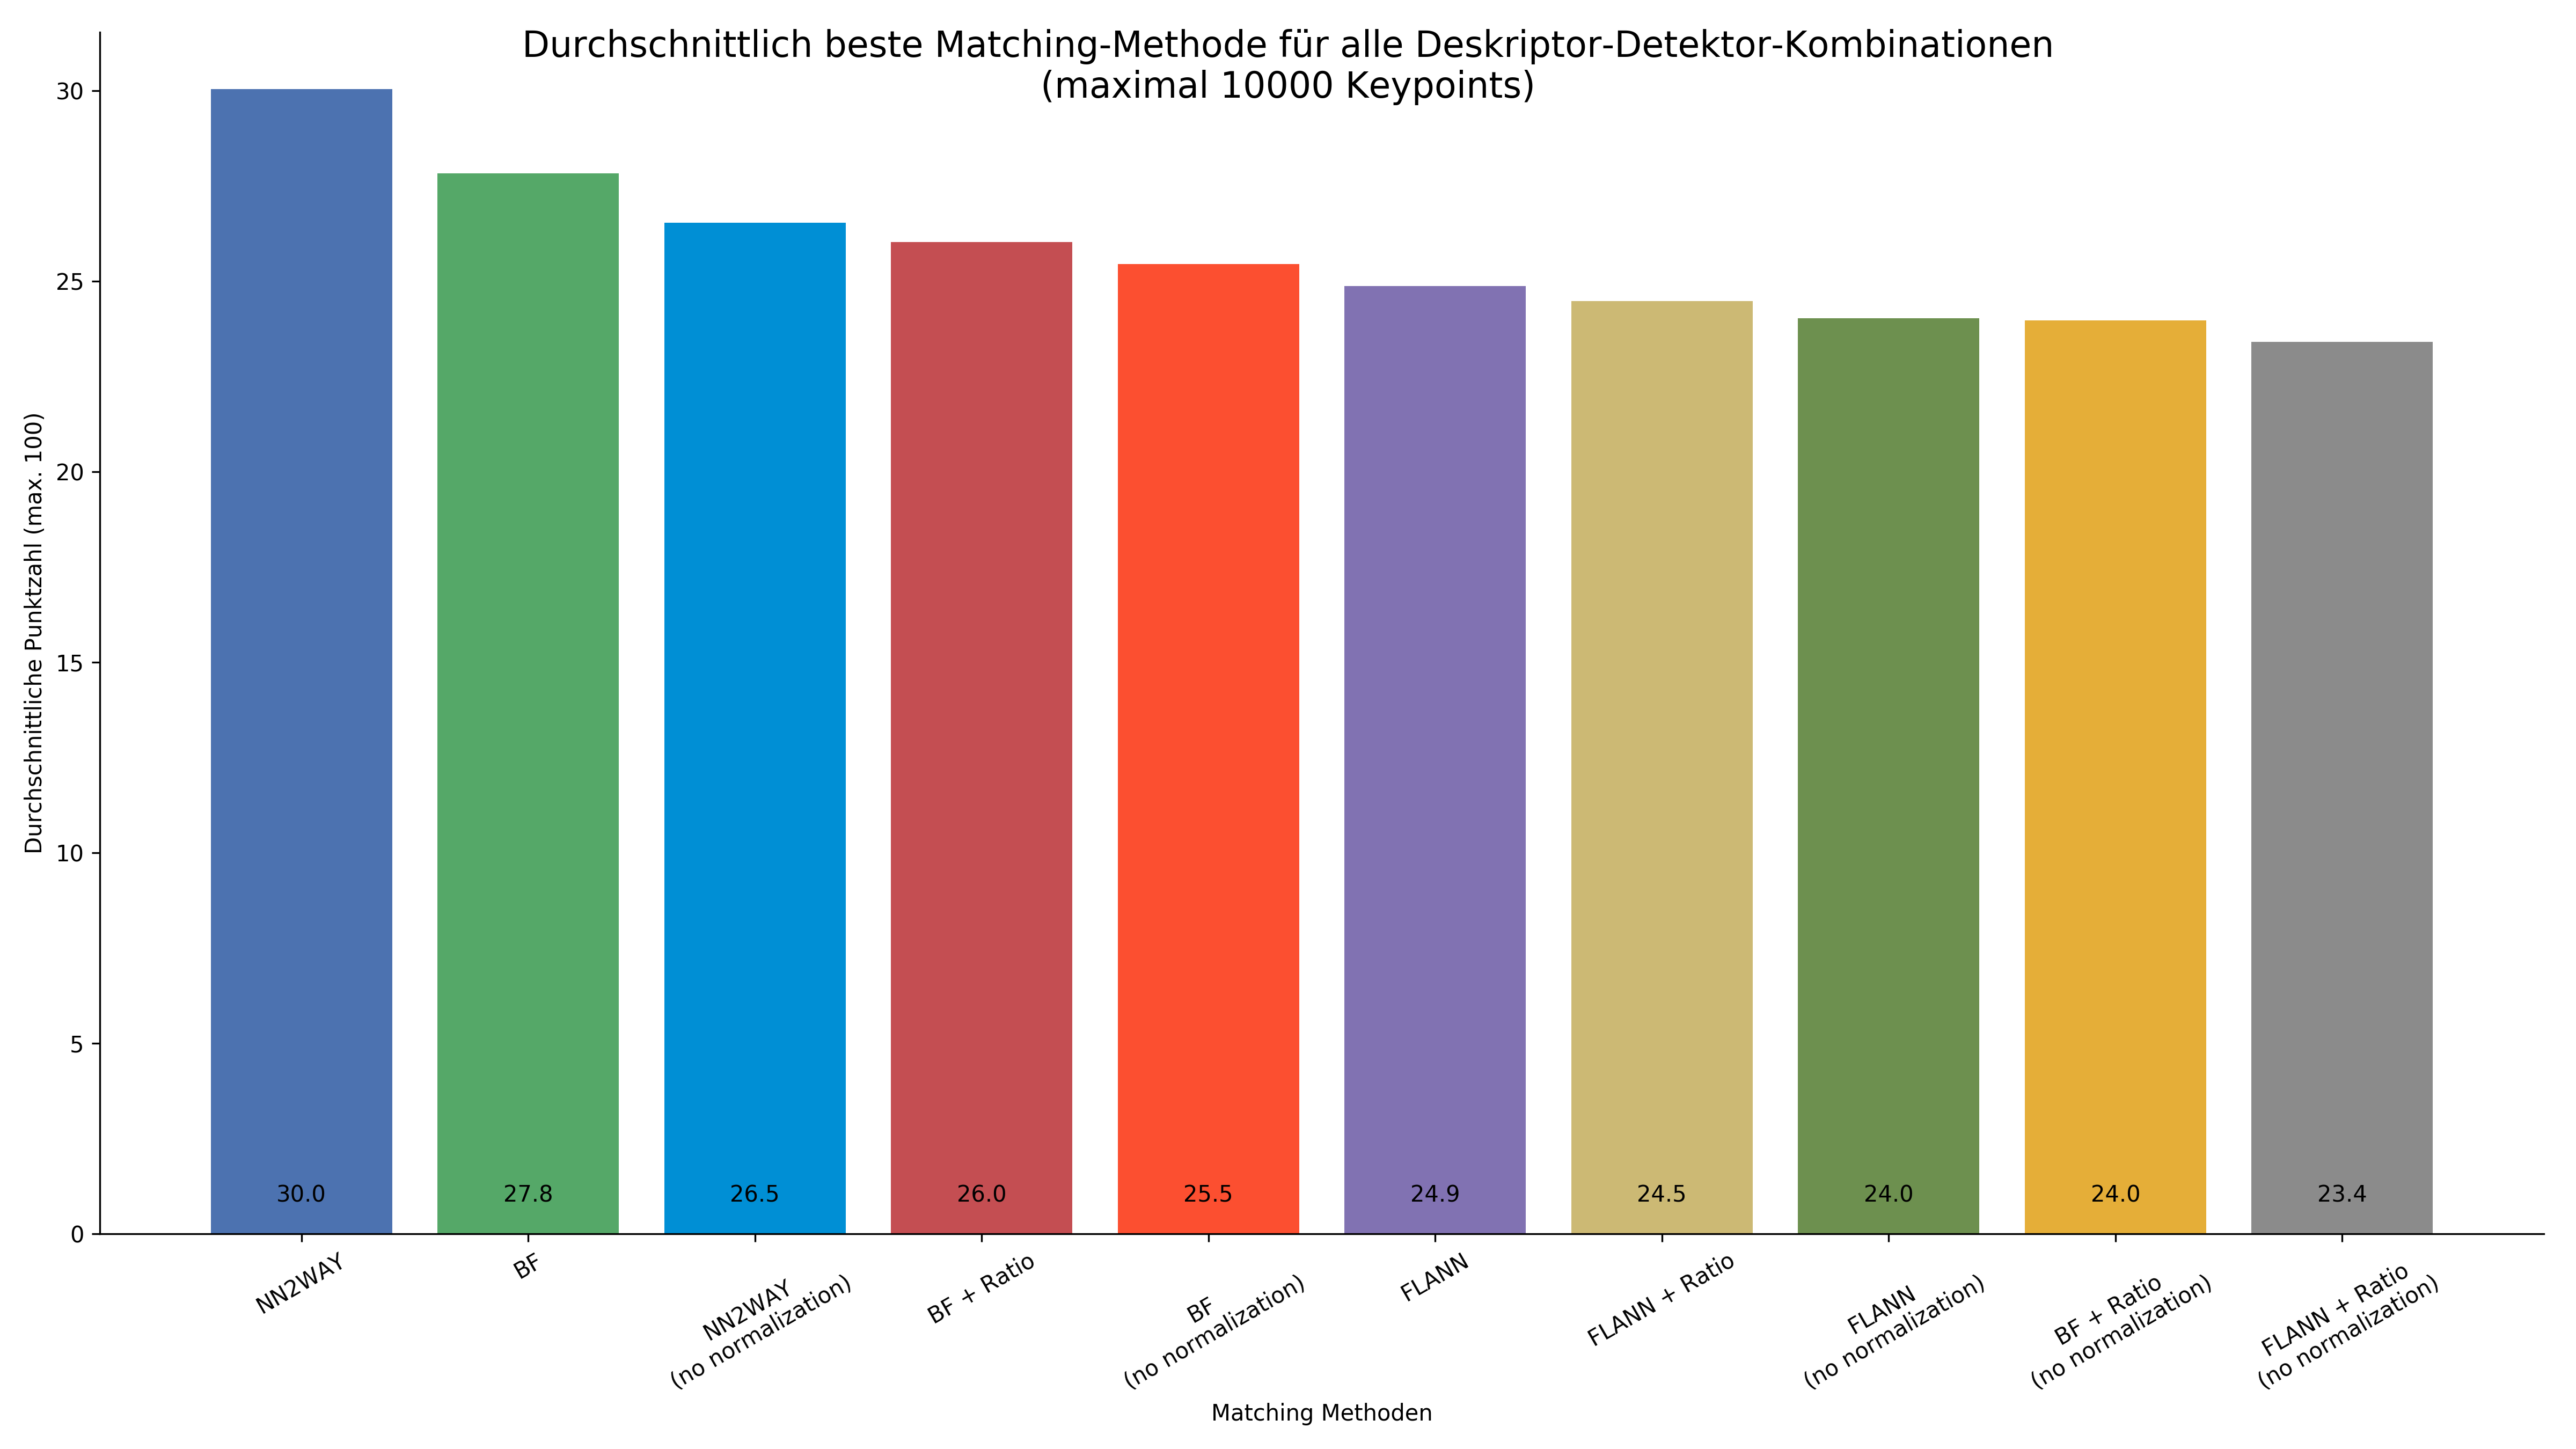 Durchschnittlich beste Matching-Methode für alle Deskriptor-Detektor-Kombinationen
(maximal 10000 Keypoints)
Durchschnittliche Punktzahl (max. 100)
30
25
20
15
10
5
0
30.0
27.8
26.5
26.0
25.5
24.9
24.5
24.0
24.0
23.4
NN2WAY
BF
NN2WAY
(no normalization)
BF + Ratio
BF
(no normalization)
FLANN
FLANN + Ratio
FLANN
(no normalization)
BF + Ratio
(no normalization)
FLANN + Ratio
(no normalization)
Matching Methoden